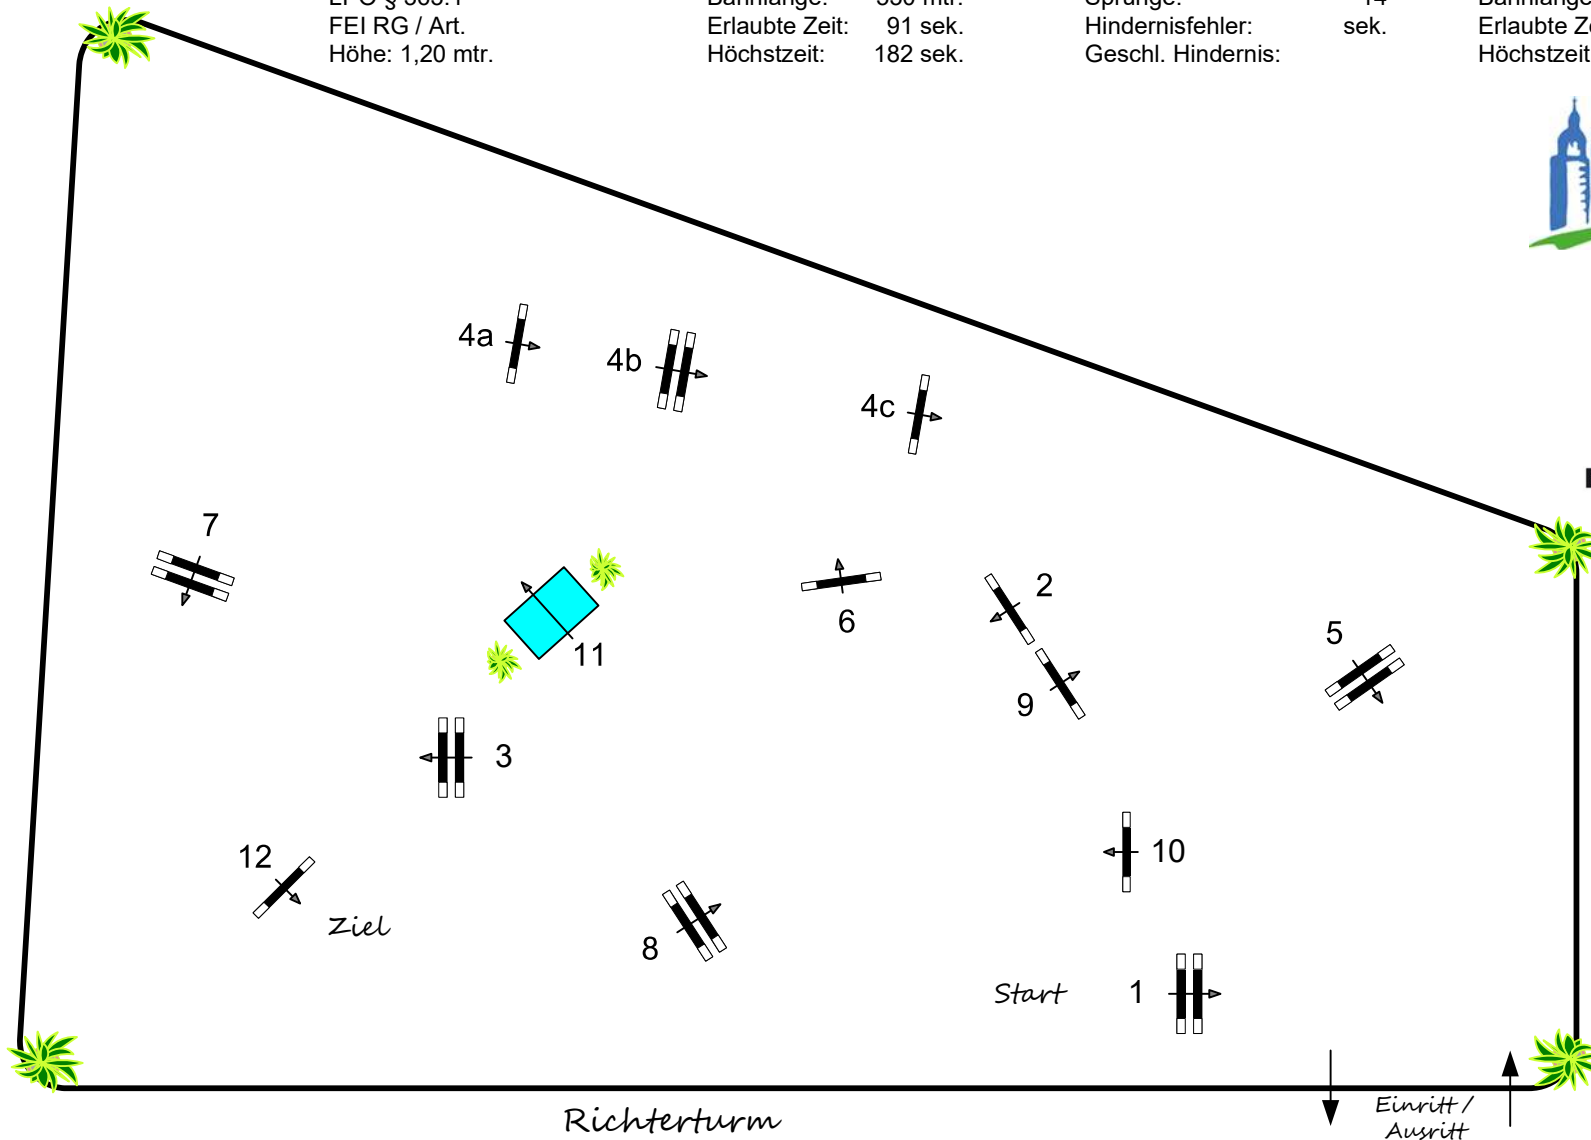 FEI RG / Art. Erlaubte Zeit: 91 sek. Hindernisfehler: sek.
Höhe: 1,20 mtr. Höchstzeit: 182 sek. Geschl. Hindernis: Höchstzeit
4a
4b
4c
7
2
6
11
5
9
3
10
12
Ziel
8
Start 1
Richterturm
Einritt /
Ausritt